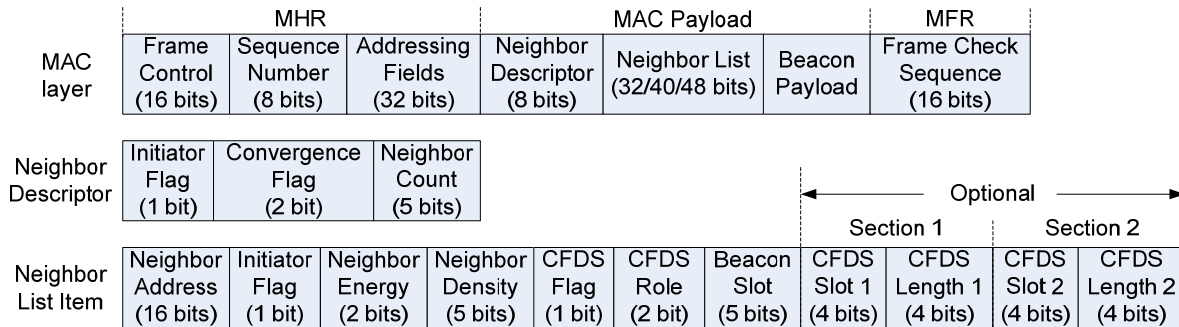 MHR MAC Payload MFR
MAC layer
Frame Control (16 bits)
Sequence Number (8 bits)
Addressing Fields (32 bits)
Neighbor Descriptor (8 bits)
Neighbor List (32/40/48 bits)
Beacon Payload
Frame Check Sequence (16 bits)
Neighbor Descriptor
Initiator Flag (1 bit)
Convergence Flag (2 bit)
Neighbor Count (5 bits)
Optional
Section 1 Section 2
Neighbor List Item
Neighbor Address (16 bits)
Initiator Flag (1 bit)
Neighbor Energy (2 bits)
Neighbor Density (5 bits)
CFDS Flag (1 bit)
CFDS Role (2 bit)
Beacon Slot (5 bits)
CFDS Slot 1 (4 bits)
CFDS Length 1 (4 bits)
CFDS Slot 2 (4 bits)
CFDS Length 2 (4 bits)